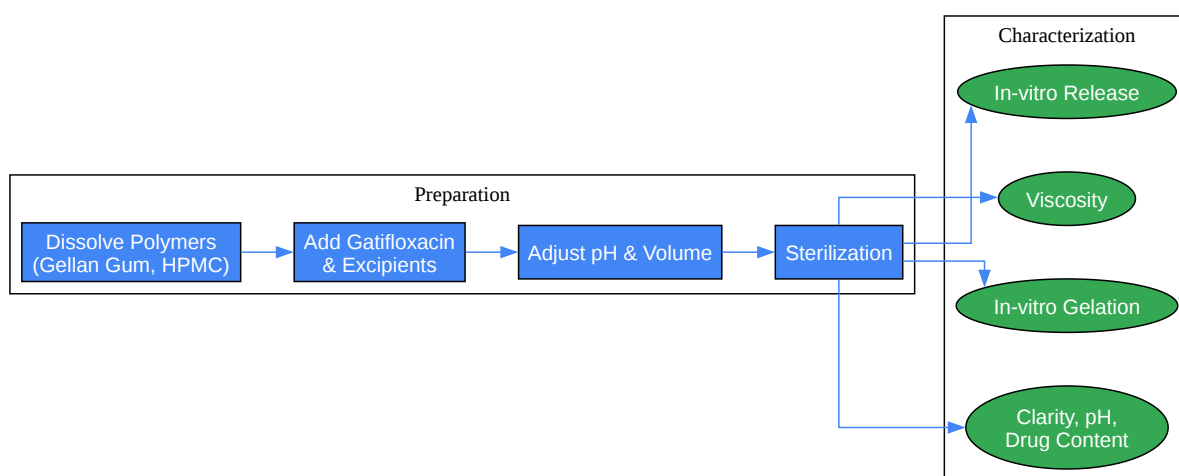 Preparation
Dissolve Polymers
(Gellan Gum, HPMC)
Add Gatifloxacin
& Excipients
Adjust pH & Volume
Sterilization
Characterization
In-vitro Release
Viscosity
In-vitro Gelation
Clarity, pH,
Drug Content